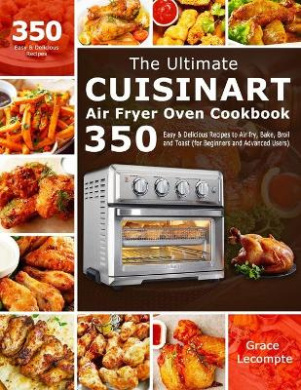 350
Easy & Delicious
Recipes
The Ultimate
CUISINART
Air Fryer Oven Cookbook
350
Easy & Delicious Recipes to Air fry, Bake, Broil
and Toast (for Beginners and Advanced Users)
Grace
Lecompte